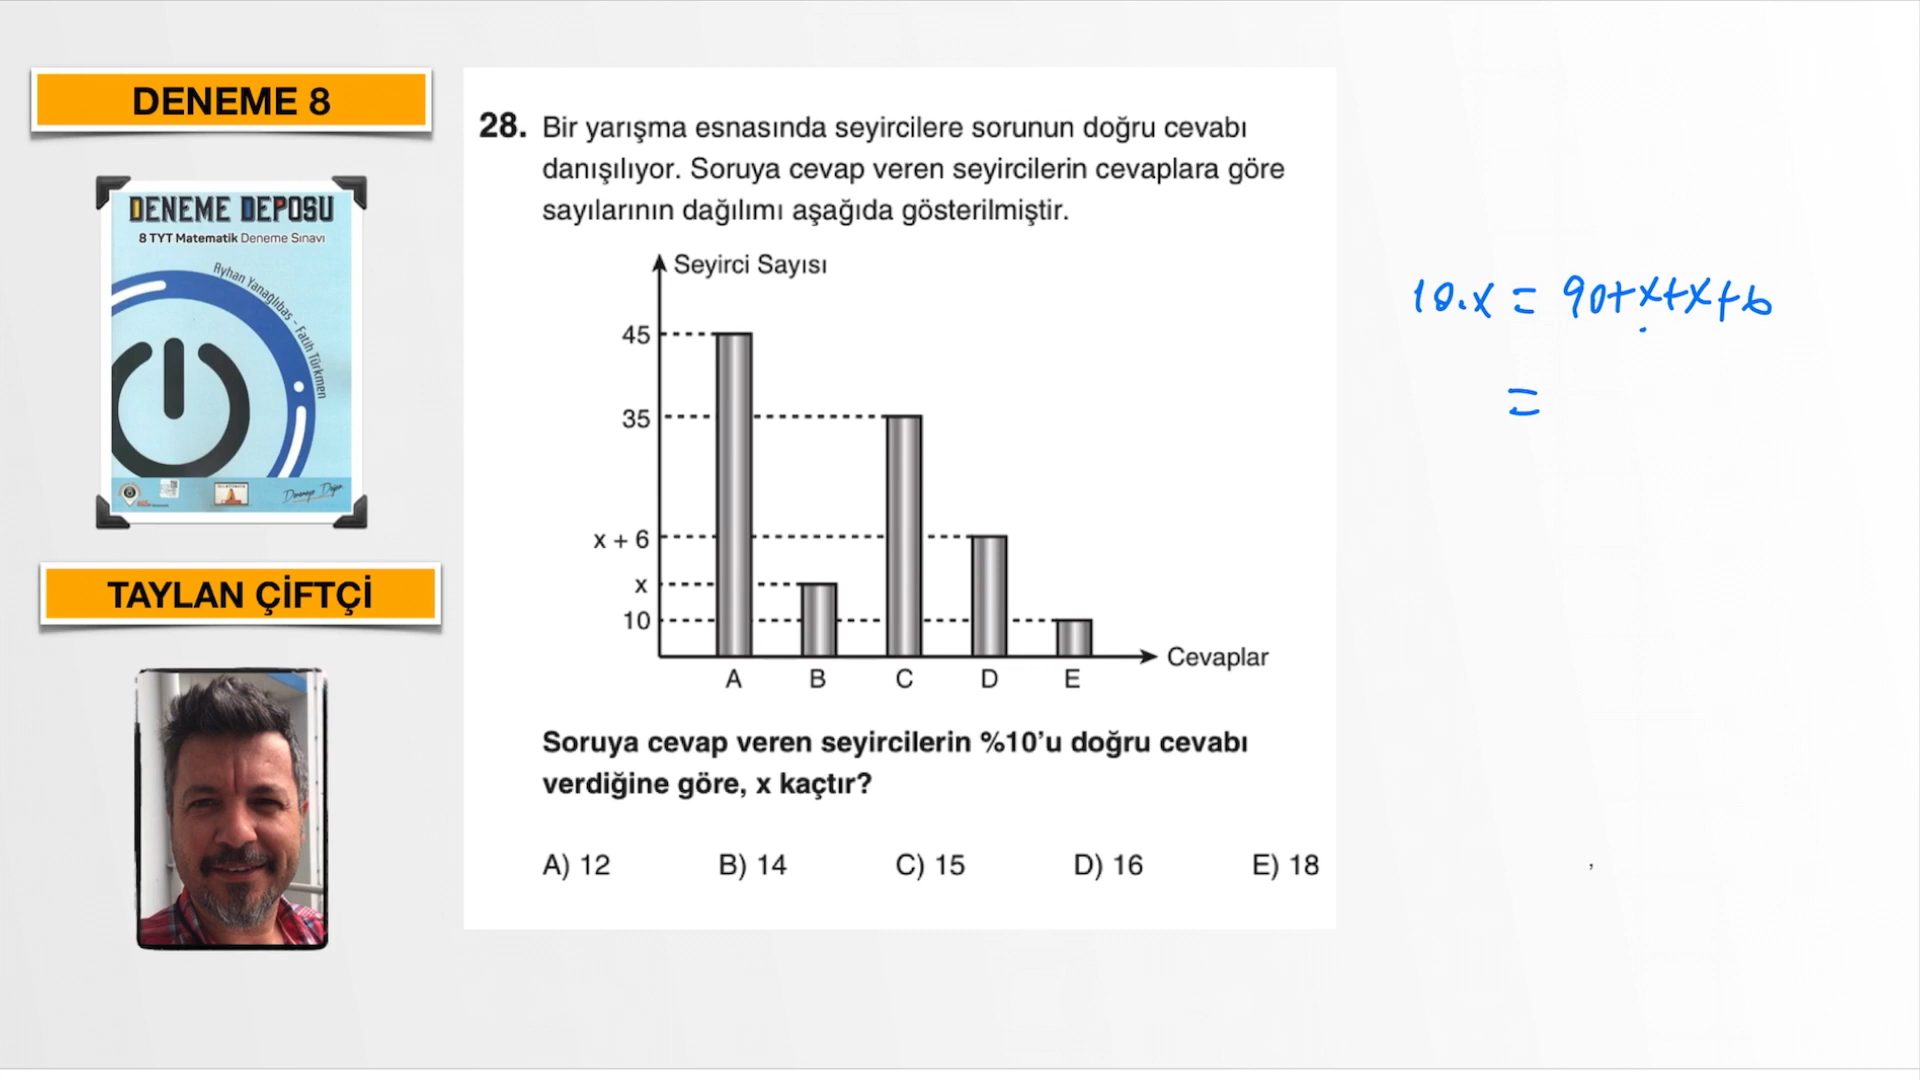 DENEME 8
DENEME DEPOSU
8 TYT Matematik Deneme Sınavı
Ayhan Yanağlıbaş - Fatih Türkmen
TAYLAN ÇİFTÇİ
28. Bir yarışma esnasında seyircilere sorunun doğru cevabı
danışılıyor. Soruya cevap veren seyircilerin cevaplara göre
sayılarının dağılımı aşağıda gösterilmiştir.
Seyirci Sayısı
45
35
x + 6
x
10
A B C D E
Cevaplar
Soruya cevap veren seyircilerin %10'u doğru cevabı
verdiğine göre, x kaçtır?
A) 12 B) 14 C) 15 D) 16 E) 18
10.x = 90+x+x+6
=